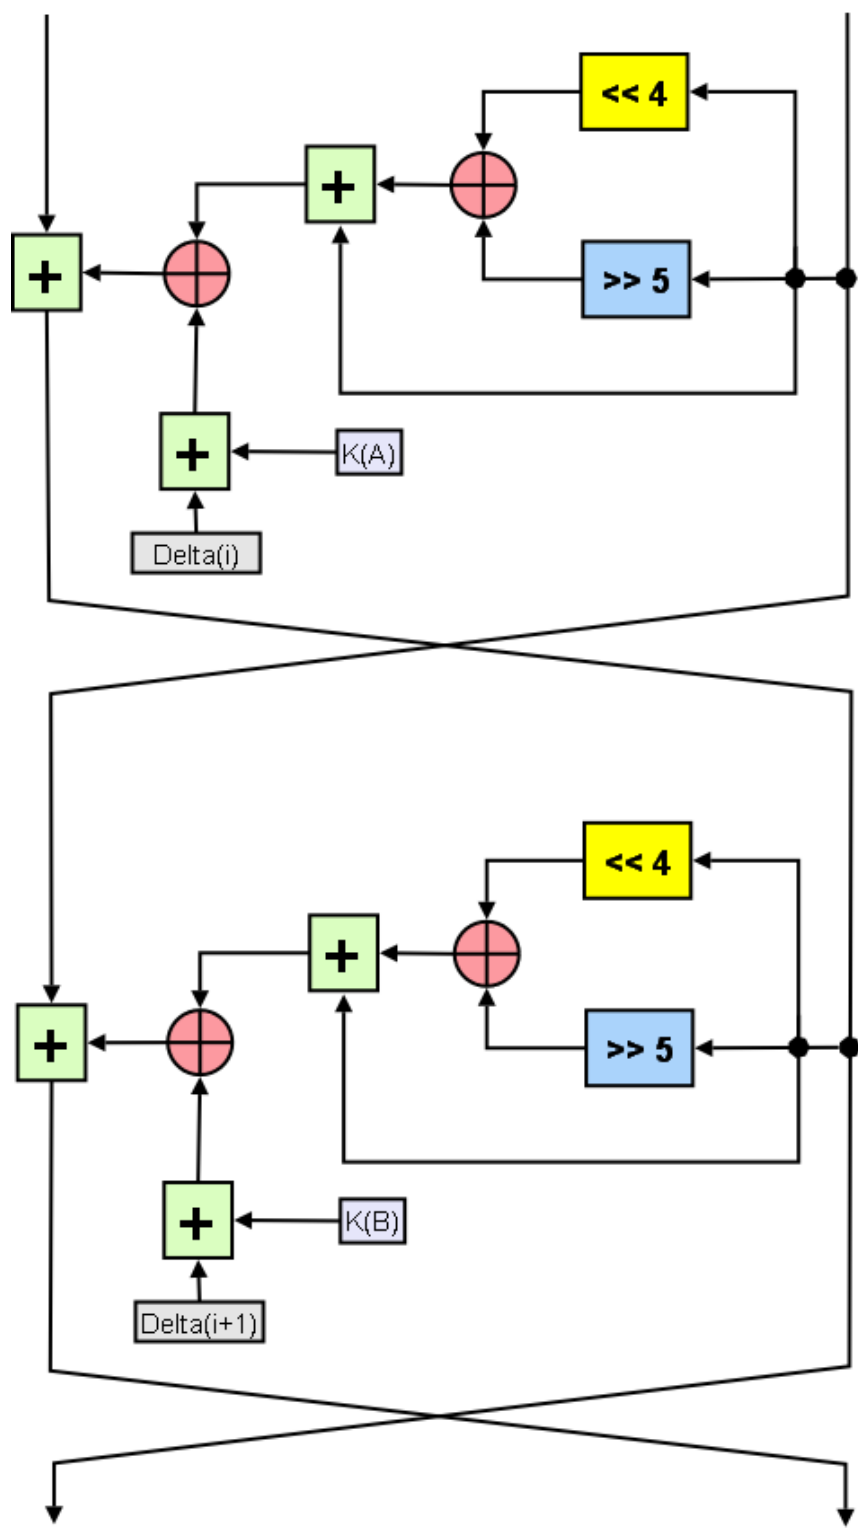 << 4
+
+
>> 5
+
K(A)
Delta(i)
<< 4
+
+
>> 5
+
K(B)
Delta(i+1)